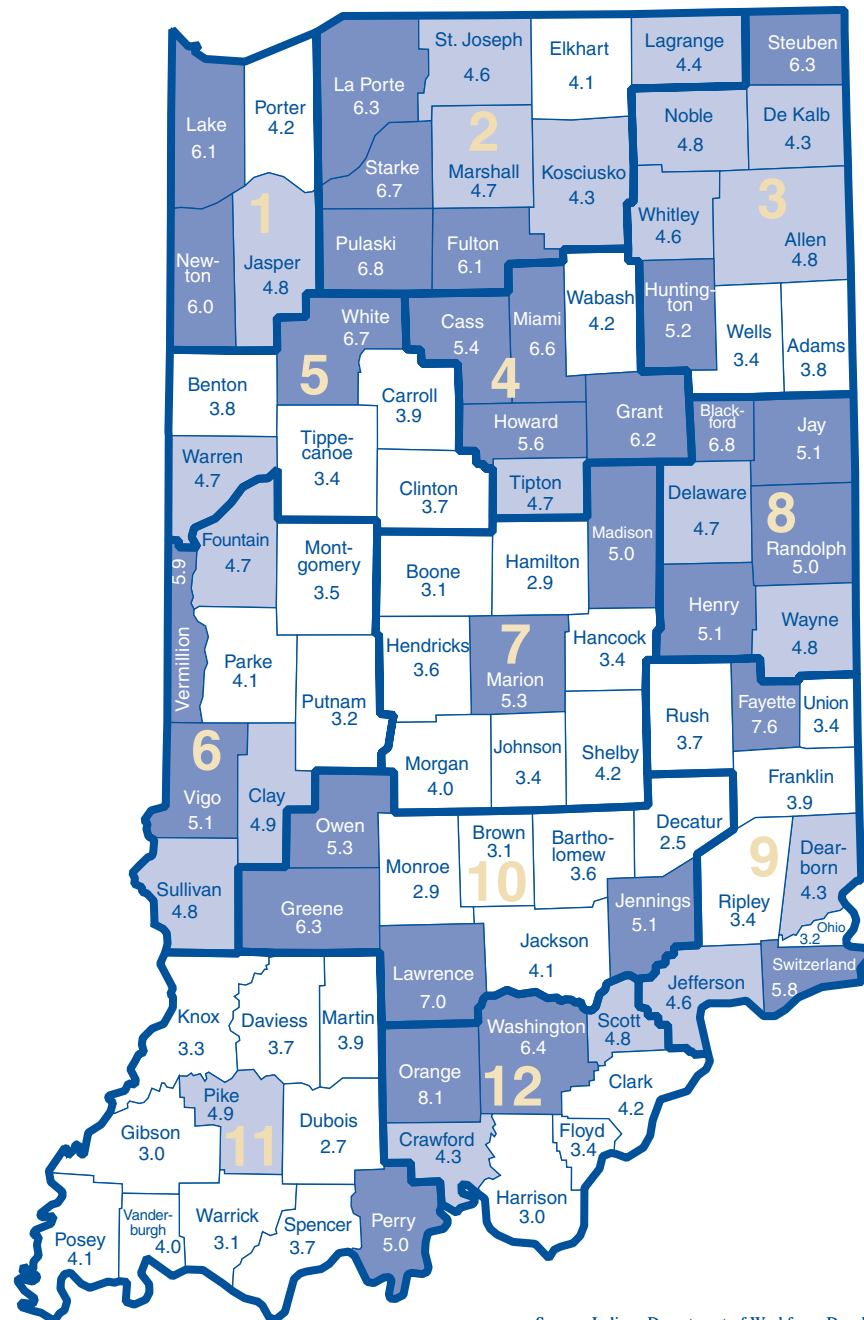 St. Joseph
4.6
Elkhart
4.1
Lagrange
4.4
Steuben
6.3
La Porte
6.3
Porter
4.2
Lake
6.1
Noble
4.8
De Kalb
4.3
2
Marshall
4.7
Starke
6.7
Kosciusko
4.3
3
Whitley
4.6
Allen
4.8
1
Jasper
4.8
New-
ton
6.0
Pulaski
6.8
Fulton
6.1
Wabash
4.2
Hunting-
ton
5.2
Wells
3.4
Adams
3.8
White
6.7
Cass
5.4
Miami
6.6
5
4
Benton
3.8
Carroll
3.9
Howard
5.6
Grant
6.2
Black-
ford
6.8
Jay
5.1
Tippe-
canoe
3.4
Warren
4.7
Clinton
3.7
Tipton
4.7
Delaware
4.7
8
Randolph
5.0
Madison
5.0
Fountain
4.7
Mont-
gomery
3.5
Boone
3.1
Hamilton
2.9
Vermillion
5.9
Henry
5.1
Wayne
4.8
Parke
4.1
Hendricks
3.6
7
Marion
5.3
Hancock
3.4
Putnam
3.2
Rush
3.7
Fayette
7.6
Union
3.4
6
Vigo
5.1
Clay
4.9
Morgan
4.0
Johnson
3.4
Shelby
4.2
Franklin
3.9
Owen
5.3
Monroe
2.9
Brown
3.1
10
Bartho-
lomew
3.6
Decatur
2.5
9
Dear-
born
4.3
Sullivan
4.8
Greene
6.3
Jennings
5.1
Ripley
3.4
Ohio
3.2
Jackson
4.1
Switzerland
5.8
Lawrence
7.0
Jefferson
4.6
Knox
3.3
Daviess
3.7
Martin
3.9
Washington
6.4
12
Scott
4.8
Orange
8.1
Clark
4.2
Pike
4.9
11
Dubois
2.7
Gibson
3.0
Crawford
4.3
Floyd
3.4
Harrison
3.0
Posey
4.1
Vander-
burgh
4.0
Warrick
3.1
Spencer
3.7
Perry
5.0